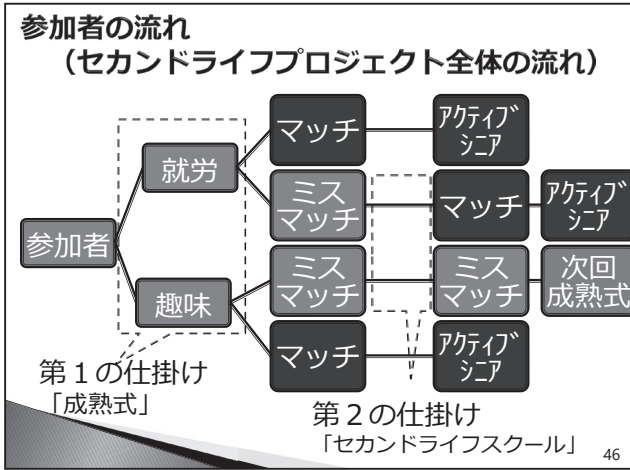 参加者の流れ
（セカンドライフプロジェクト全体の流れ）
参加者
就労
趣味
マッチ
アクティブ
シニア
ミス
マッチ
マッチ
アクティブ
シニア
ミス
マッチ
ミス
マッチ
次回
成熟式
マッチ
アクティブ
シニア
第１の仕掛け
「成熟式」
第２の仕掛け
「セカンドライフスクール」
46